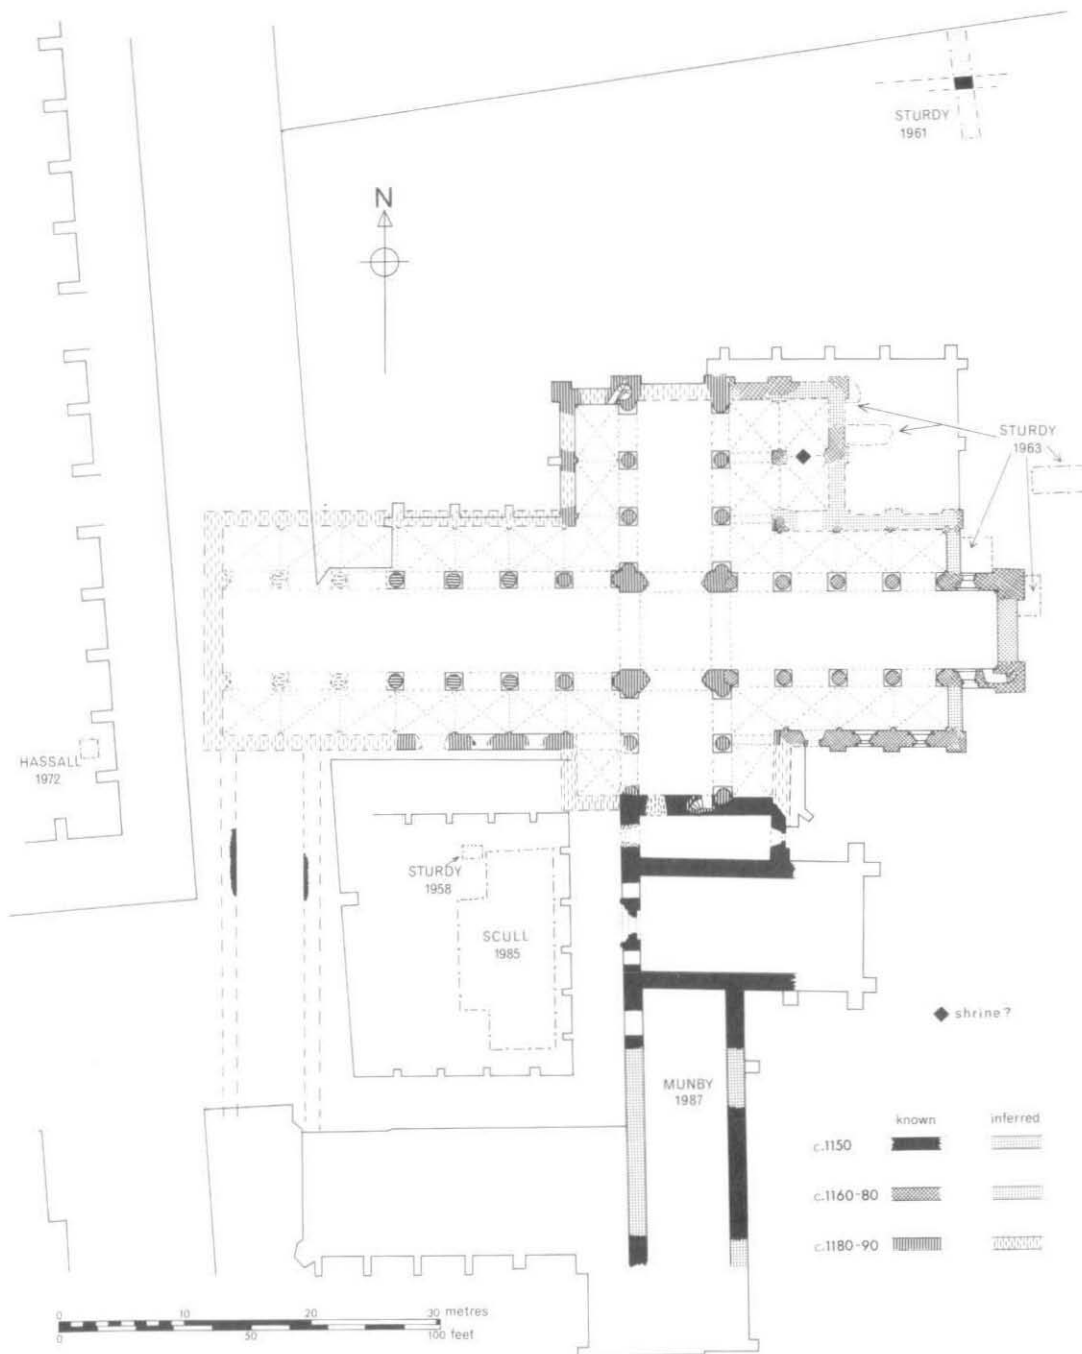 STURDY
1961
N
STURDY
1963
HASSALL
1972
STURDY
1958
SCULL
1985
shrine?
MUNBY
1987
known inferred
c.1150
c.1160-80
c.1180-90
0 10 20 30 metres
0 50 100 feet